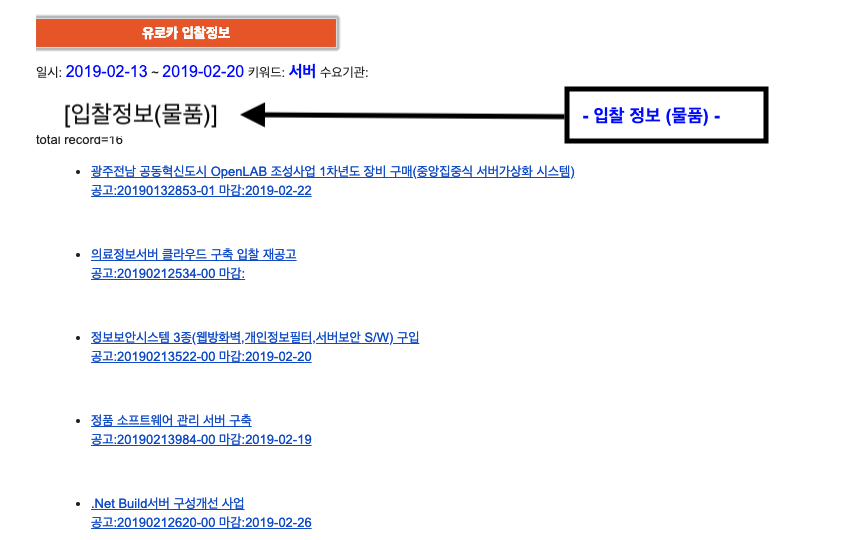 유로카 입찰정보
일시: 2019-02-13 ~ 2019-02-20 키워드: 서버 수요기관:
[입찰정보(물품)]
- 입찰 정보 (물품) -
total record=16
광주전남 공동혁신도시 OpenLAB 조성사업 1차년도 장비 구매(중앙집중식 서버가상화 시스템)
공고:20190132853-01 마감:2019-02-22
의료정보서버 클라우드 구축 입찰 재공고
공고:20190212534-00 마감:
정보보안시스템 3종(웹방화벽,개인정보필터,서버보안 S/W) 구입
공고:20190213522-00 마감:2019-02-20
정품 소프트웨어 관리 서버 구축
공고:20190213984-00 마감:2019-02-19
.Net Build서버 구성개선 사업
공고:20190212620-00 마감:2019-02-26